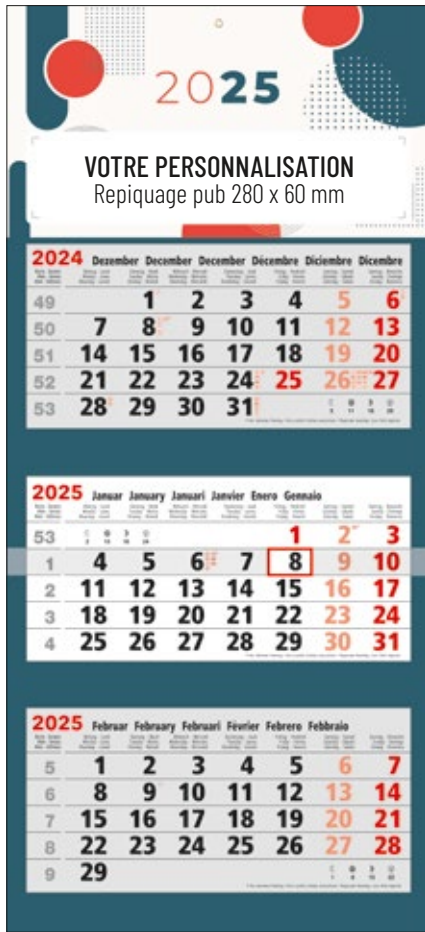 2025
VOTRE PERSONNALISATION
Repiquage pub 280 x 60 mm
2024 Dezember December December Décembre Diciembre Dicembre
49 1 2 3 4 5 6
50 7 8 9 10 11 12 13
51 14 15 16 17 18 19 20
52 21 22 23 24 25 26 27
53 28 29 30 31
2025 Januar January Januari Janvier Enero Gennaio
53 1 2 3
1 4 5 6 7 8 9 10
2 11 12 13 14 15 16 17
3 18 19 20 21 22 23 24
4 25 26 27 28 29 30 31
2025 Februar February Februari Février Febrero Febbraio
5 1 2 3 4 5 6 7
6 8 9 10 11 12 13 14
7 15 16 17 18 19 20 21
8 22 23 24 25 26 27 28
9 29